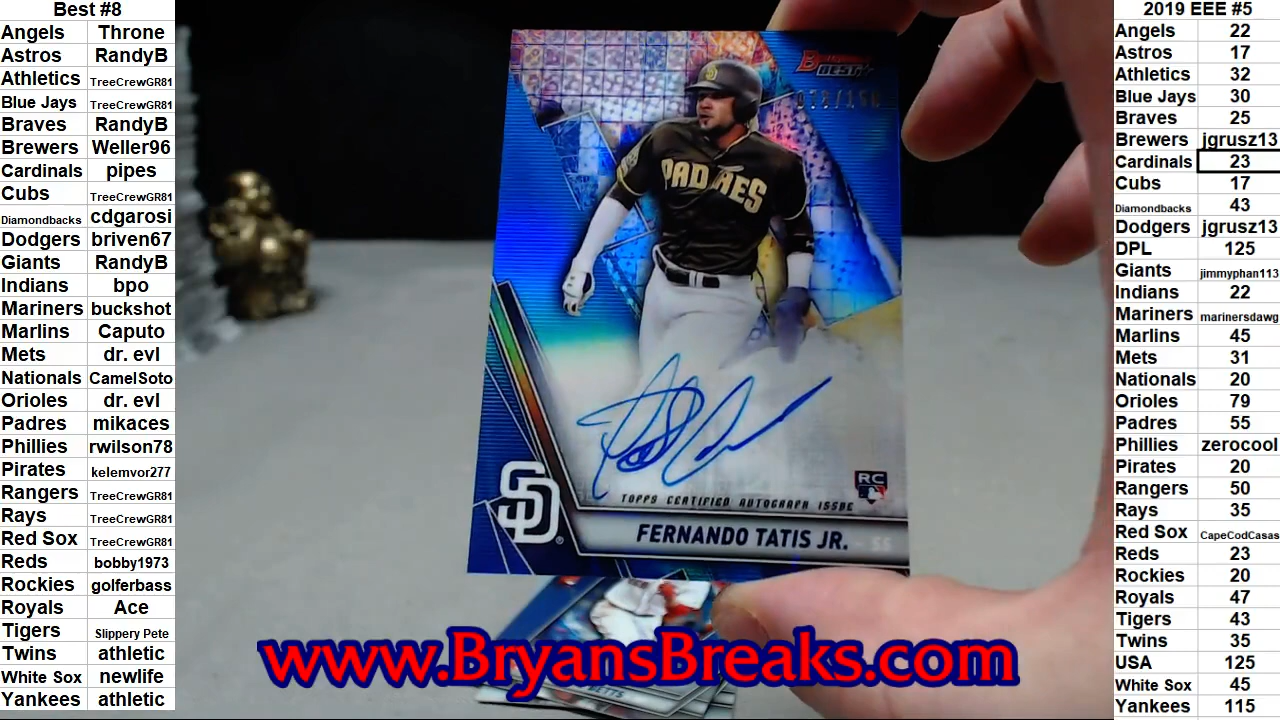 Best #8
Angels Throne
Astros RandyB
Athletics TreeCrewGR81
Blue Jays TreeCrewGR81
Braves RandyB
Brewers Weller96
Cardinals pipes
Cubs TreeCrewGR81
Diamondbacks cdgarosi
Dodgers briven67
Giants RandyB
Indians bpo
Mariners buckshot
Marlins Caputo
Mets dr. evl
Nationals CamelSoto
Orioles dr. evl
Padres mikaces
Phillies rwilson78
Pirates kelemvor277
Rangers TreeCrewGR81
Rays TreeCrewGR81
Red Sox TreeCrewGR81
Reds bobby1973
Rockies golferbass
Royals Ace
Tigers Slippery Pete
Twins athletic
White Sox newlife
Yankees athletic
BEST
PADRES
SD
RC
TOPPS CERTIFIED AUTOGRAPH ISSUE
FERNANDO TATIS JR. SS
BETTS
www.BryansBreaks.com
2019 EEE #5
Angels 22
Astros 17
Athletics 32
Blue Jays 30
Braves 25
Brewers jgrusz13
Cardinals 23
Cubs 17
Diamondbacks 43
Dodgers jgrusz13
DPL 125
Giants jimmyphan113
Indians 22
Mariners marinersdawg
Marlins 45
Mets 31
Nationals 20
Orioles 79
Padres 55
Phillies zerocool
Pirates 20
Rangers 50
Rays 35
Red Sox CapeCodCasas
Reds 23
Rockies 20
Royals 47
Tigers 43
Twins 35
USA 125
White Sox 45
Yankees 115